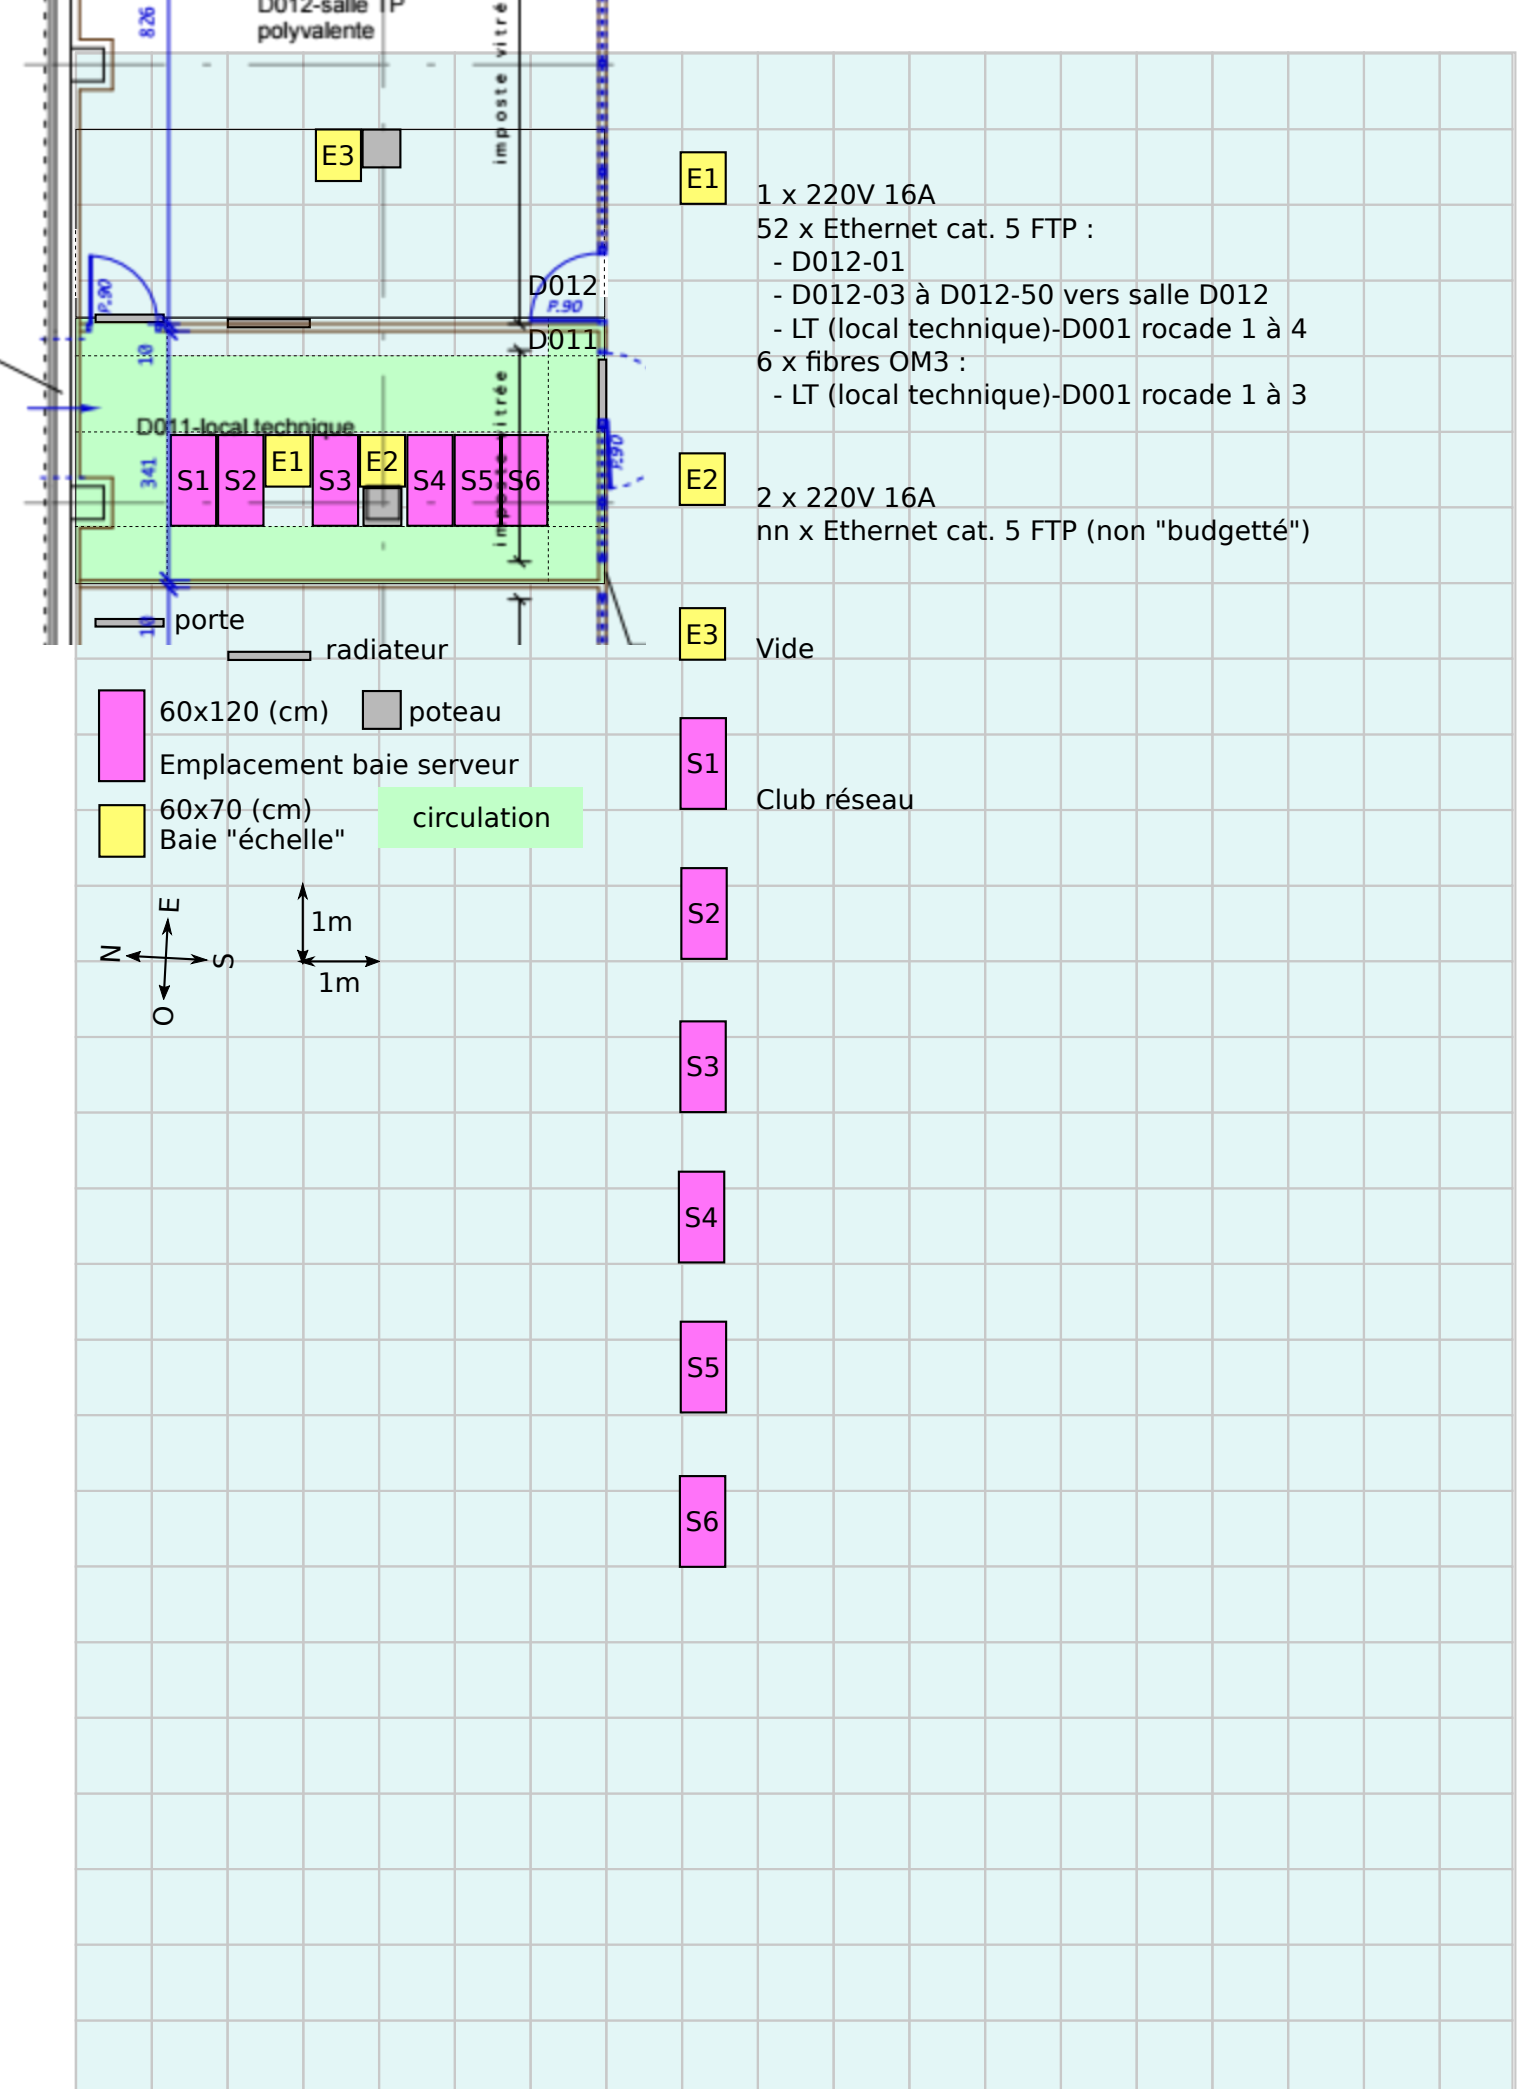 D012-salle TP
polyvalente
826
imposte vitré
E3
P.90
D012
P.90
D011
10
D011-local technique
imposte vitrée
341
P.90
S1
S2
E1
S3
E2
S4
S5
S6
10
porte
radiateur
60x120 (cm)
poteau
Emplacement baie serveur
60x70 (cm)
Baie "échelle"
circulation
E
N
S
O
1m
1m
E1
1 x 220V 16A
52 x Ethernet cat. 5 FTP :
- D012-01
- D012-03 à D012-50 vers salle D012
- LT (local technique)-D001 rocade 1 à 4
6 x fibres OM3 :
- LT (local technique)-D001 rocade 1 à 3
E2
2 x 220V 16A
nn x Ethernet cat. 5 FTP (non "budgetté")
E3
Vide
S1
Club réseau
S2
S3
S4
S5
S6